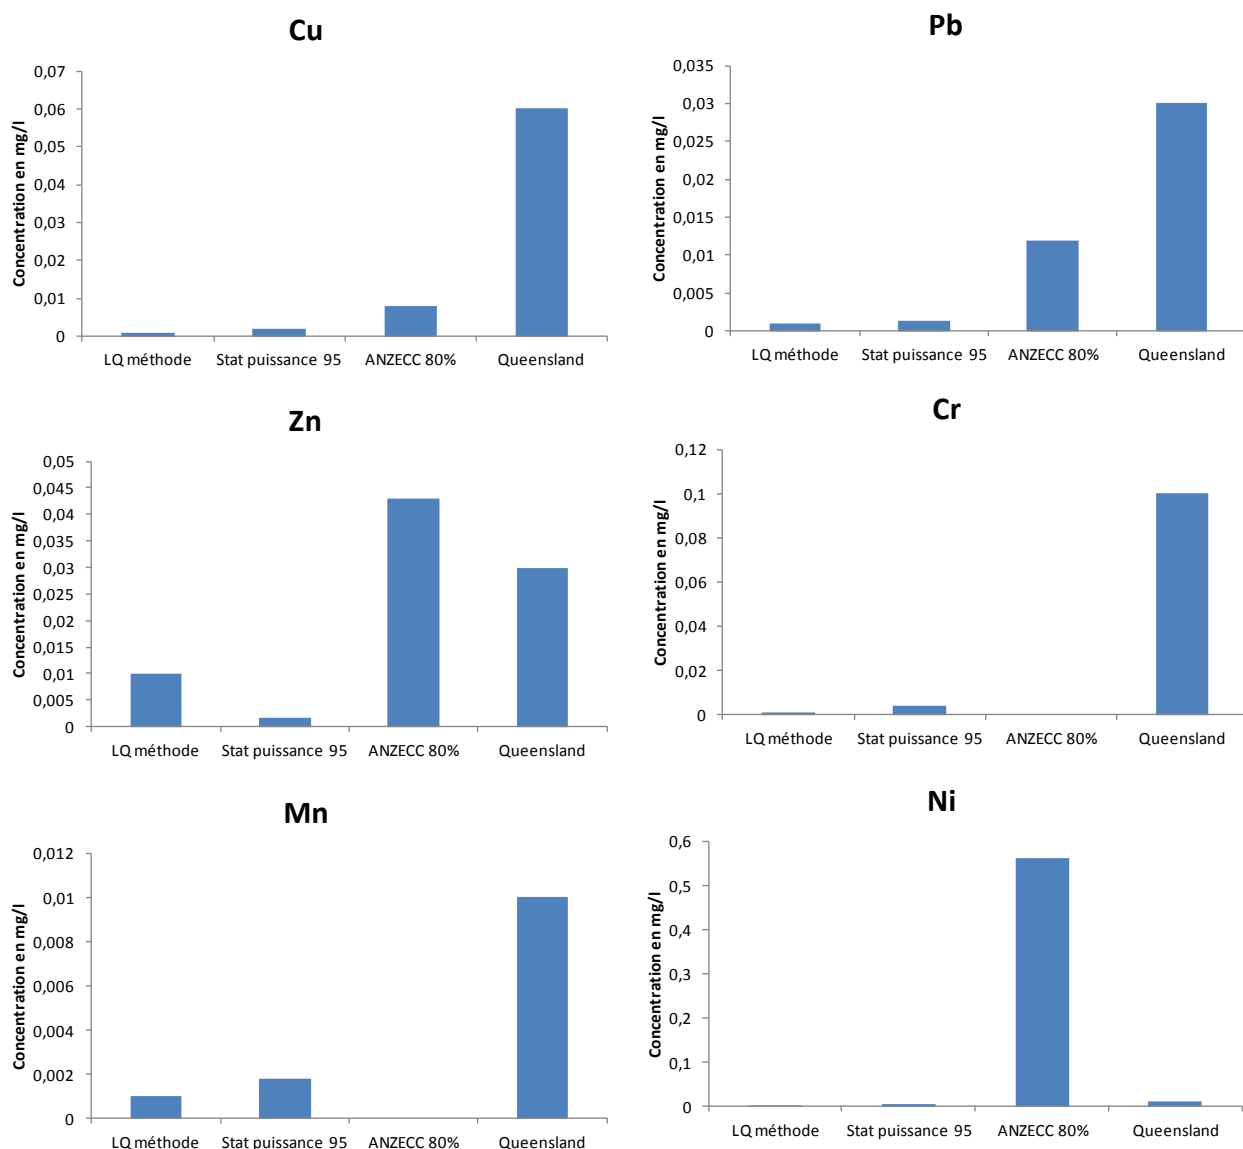 Cu
Concentration en mg/l
0,07
0,06
0,05
0,04
0,03
0,02
0,01
0
LQ méthode Stat puissance 95 ANZECC 80% Queensland
Pb
Concentration en mg/l
0,035
0,03
0,025
0,02
0,015
0,01
0,005
0
LQ méthode Stat puissance 95 ANZECC 80% Queensland
Zn
Concentration en mg/l
0,05
0,045
0,04
0,035
0,03
0,025
0,02
0,015
0,01
0,005
0
LQ méthode Stat puissance 95 ANZECC 80% Queensland
Cr
Concentration en mg/l
0,12
0,1
0,08
0,06
0,04
0,02
0
LQ méthode Stat puissance 95 ANZECC 80% Queensland
Mn
Concentration en mg/l
0,012
0,01
0,008
0,006
0,004
0,002
0
LQ méthode Stat puissance 95 ANZECC 80% Queensland
Ni
Concentration en mg/l
0,6
0,5
0,4
0,3
0,2
0,1
0
LQ méthode Stat puissance 95 ANZECC 80% Queensland